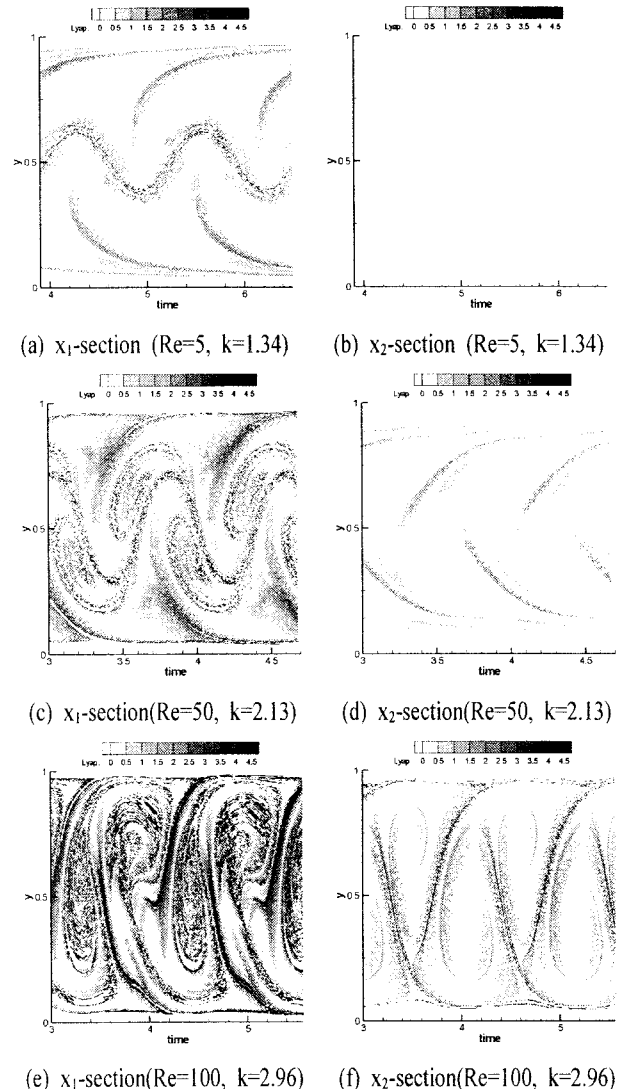 Lyap. 0 0.5 1 1.5 2 2.5 3 3.5 4 4.5
Lyap. 0 0.5 1 1.5 2 2.5 3 3.5 4 4.5
1
y 0.5
0
4 5 6
time
1
y 0.5
0
4 5 6
time
(a) x₁-section (Re=5, k=1.34)
(b) x₂-section (Re=5, k=1.34)
Lyap. 0 0.5 1 1.5 2 2.5 3 3.5 4 4.5
Lyap. 0 0.5 1 1.5 2 2.5 3 3.5 4 4.5
1
y 0.5
0
3 3.5 4 4.5
time
1
y 0.5
0
3 3.5 4 4.5
time
(c) x₁-section(Re=50, k=2.13)
(d) x₂-section(Re=50, k=2.13)
Lyap. 0 0.5 1 1.5 2 2.5 3 3.5 4 4.5
Lyap. 0 0.5 1 1.5 2 2.5 3 3.5 4 4.5
1
y 0.5
0
3 4 5
time
1
y 0.5
0
3 4 5
time
(e) x₁-section(Re=100, k=2.96)
(f) x₂-section(Re=100, k=2.96)